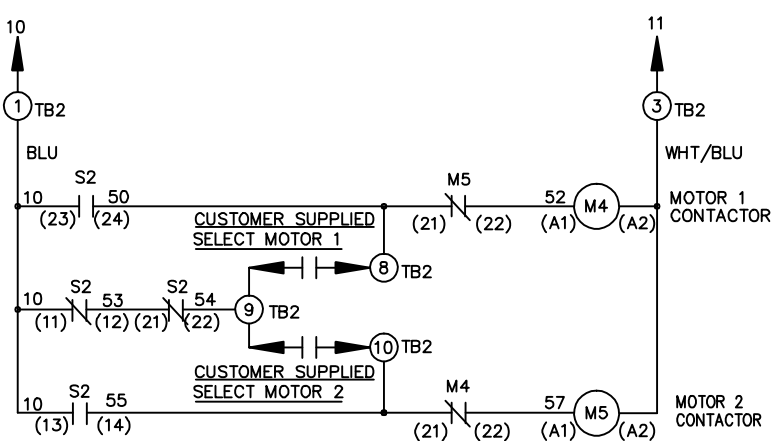 10 11
1 TB2 3 TB2
BLU WHT/BLU
S2 M5
10 50 52 M4 MOTOR 1
(23) (24) (21) (22) (A1) (A2) CONTACTOR
CUSTOMER SUPPLIED
SELECT MOTOR 1
8 TB2
S2 S2
10 53 54 9 TB2
(11) (12) (21) (22)
10 TB2
CUSTOMER SUPPLIED
SELECT MOTOR 2
S2 M4
10 55 57 M5 MOTOR 2
(13) (14) (21) (22) (A1) (A2) CONTACTOR